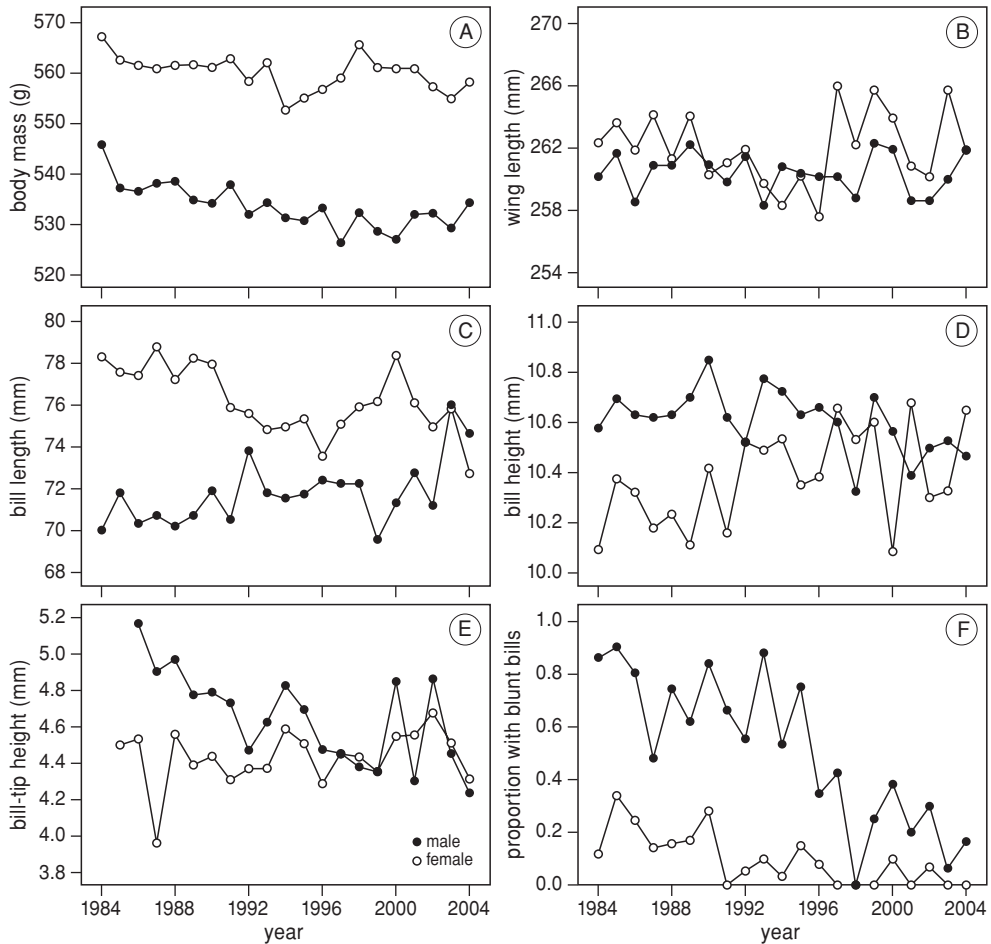 A
body mass (g)
570
560
550
540
530
520
B
wing length (mm)
270
266
262
258
254
C
bill length (mm)
80
78
76
74
72
70
68
D
bill height (mm)
11.0
10.8
10.6
10.4
10.2
10.0
E
bill-tip height (mm)
5.2
5.0
4.8
4.6
4.4
4.2
4.0
3.8
male
female
1984 1988 1992 1996 2000 2004
year
F
proportion with blunt bills
1.0
0.8
0.6
0.4
0.2
0.0
1984 1988 1992 1996 2000 2004
year